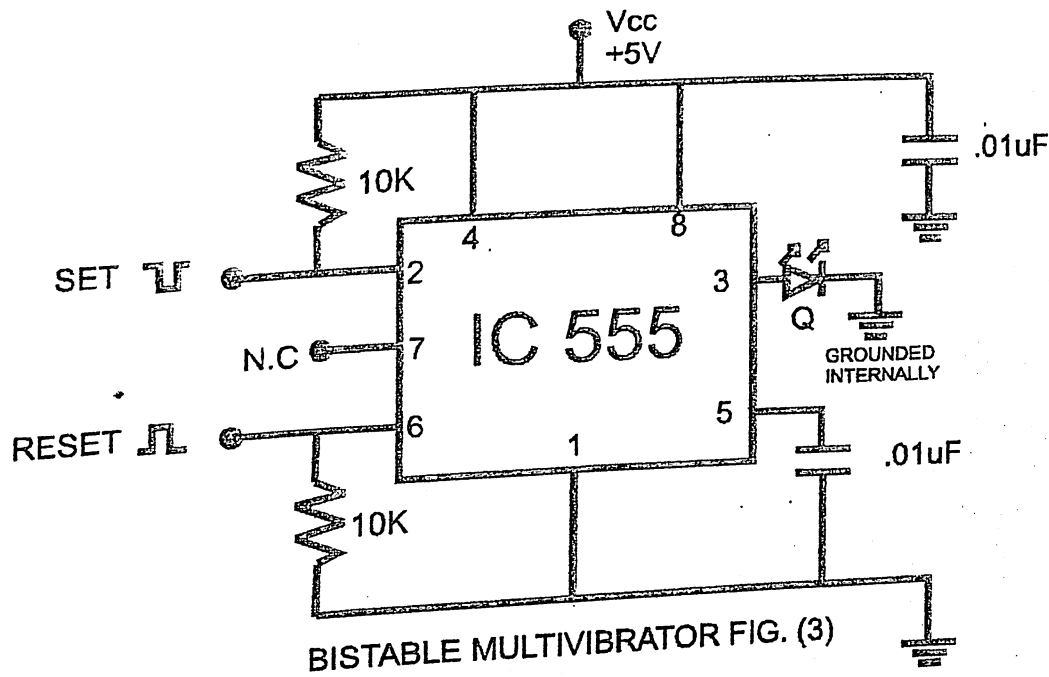 Vcc
+5V
.01uF
10K
4
8
SET
2
3
IC 555
Q
N.C
7
GROUNDED
INTERNALLY
5
RESET
6
1
.01uF
10K
BISTABLE MULTIVIBRATOR FIG. (3)